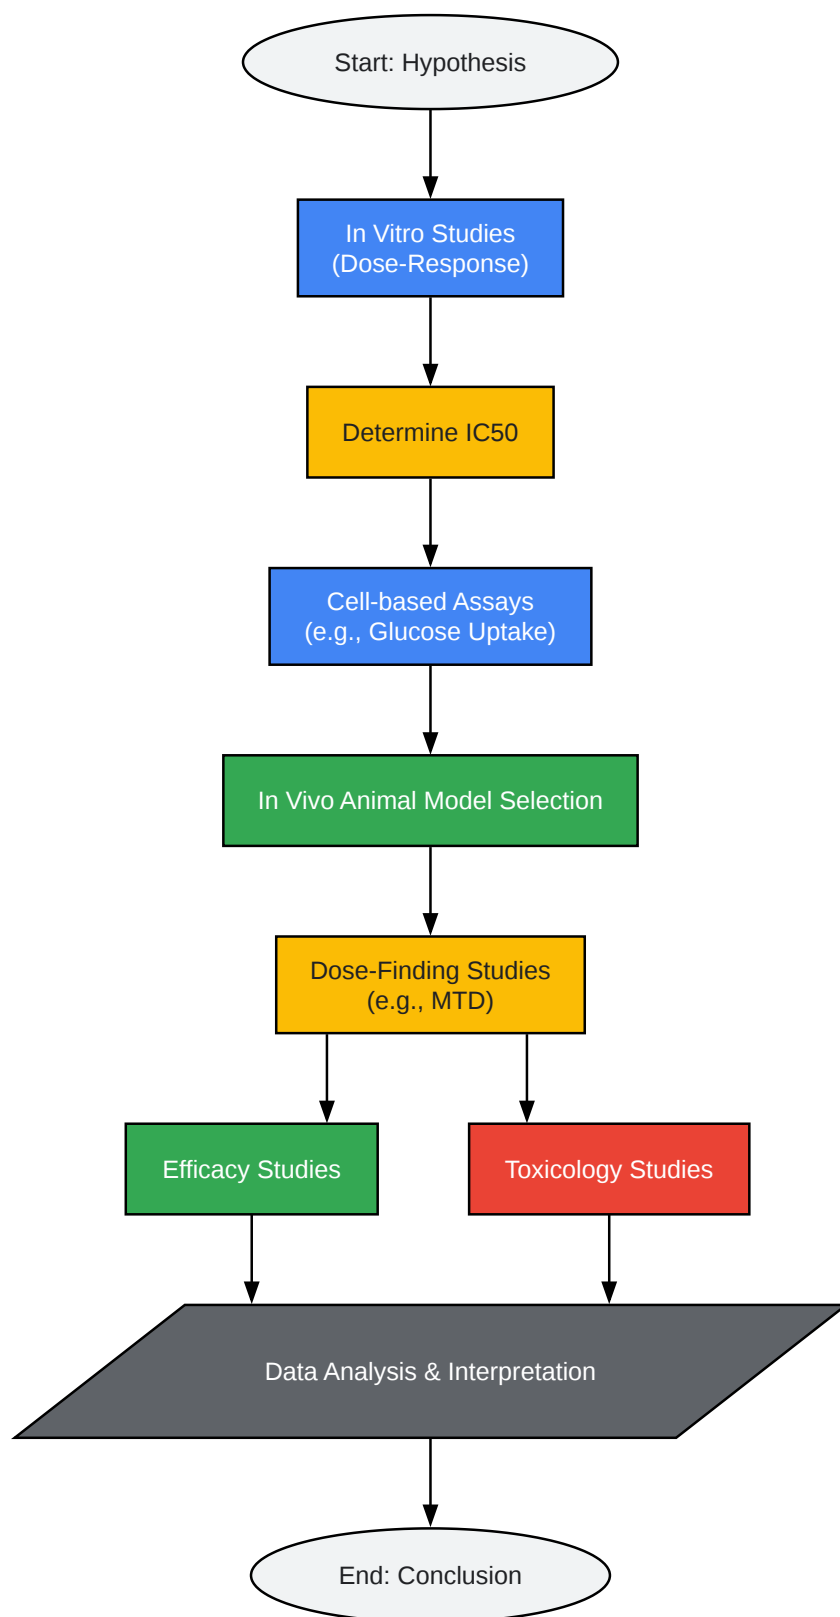 Start: Hypothesis
In Vitro Studies
(Dose-Response)
Determine IC50
Cell-based Assays
(e.g., Glucose Uptake)
In Vivo Animal Model Selection
Dose-Finding Studies
(e.g., MTD)
Efficacy Studies
Toxicology Studies
Data Analysis & Interpretation
End: Conclusion